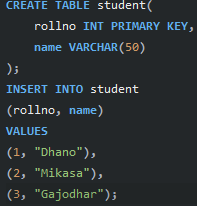 CREATE TABLE student(
    rollno INT PRIMARY KEY,
    name VARCHAR(50)
);
INSERT INTO student
(rollno, name)
VALUES
(1, "Dhano"),
(2, "Mikasa"),
(3, "Gajodhar");